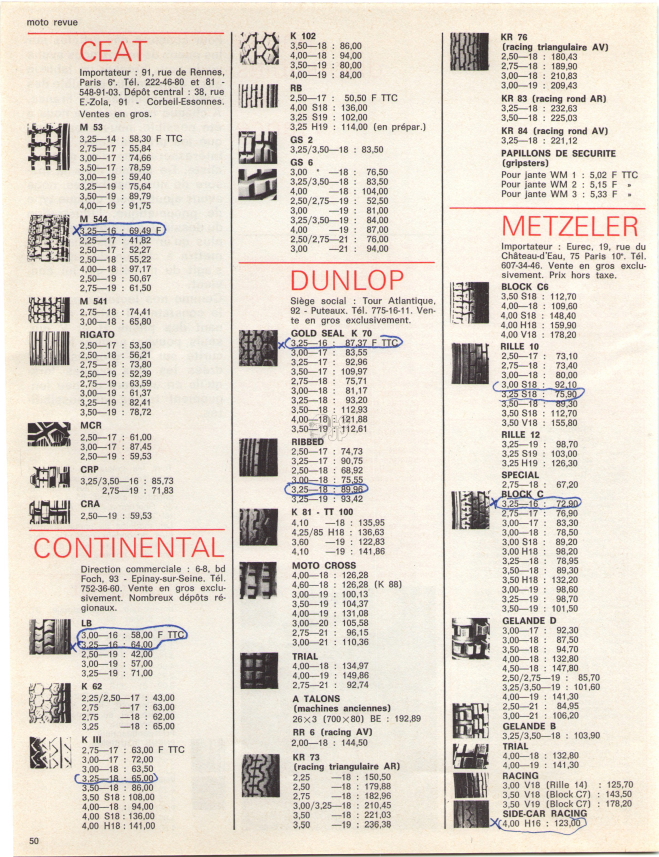 moto revue
CEAT
Importateur : 91, rue de Rennes,
Paris 6e. Tél. 222-46-80 et 81 -
548-91-03. Dépôt central : 38, rue
E.-Zola, 91 - Corbeil-Essonnes.
Ventes en gros.
M 53
3,25—14 : 58,30 F TTC
2,75—17 : 55,84
3,00—17 : 74,66
3,50—17 : 78,59
3,00—19 : 59,40
3,25—19 : 75,64
3,50—19 : 89,79
4,00—19 : 91,75
M 544
3,25—16 : 69,49 F
2,25—17 : 41,82
2,50—17 : 52,27
2,50—18 : 55,22
4,00—18 : 97,17
2,50—19 : 50,67
2,75—19 : 61,50
M 541
2,75—18 : 74,41
3,00—18 : 65,80
RIGATO
2,50—17 : 53,50
2,50—18 : 56,21
2,75—18 : 73,80
2,50—19 : 52,39
2,75—19 : 63,59
3,00—19 : 61,37
3,25—19 : 82,41
3,50—19 : 78,72
MCR
2,50—17 : 61,00
3,00—17 : 87,45
2,50—19 : 59,53
CRP
3,25/3,50—16 : 85,73
2,75—19 : 71,83
CRA
2,50—19 : 59,53
CONTINENTAL
Direction commerciale : 6-8, bd
Foch, 93 - Epinay-sur-Seine. Tél.
752-36-60. Vente en gros exclu-
sivement. Nombreux dépôts ré-
gionaux.
LB
3,00—16 : 58,00 F TTC
3,25—16 : 64,00
2,50—19 : 42,00
3,00—19 : 57,00
3,25—19 : 71,00
K 62
2,25/2,50—17 : 43,00
2,75 —17 : 63,00
2,75 —18 : 62,00
3,25 —18 : 65,00
K III
2,75—17 : 63,00 F TTC
3,00—17 : 72,00
3,00—18 : 63,50
3,25—18 : 65,00
3,50—18 : 86,00
3,50 S18 : 108,00
4,00—18 : 94,00
4,00 S18 : 136,00
4,00 H18 : 141,00
50
K 102
3,50—18 : 86,00
4,00—18 : 94,00
3,50—19 : 80,00
4,00—19 : 84,00
RB
2,50—17 : 50,50 F TTC
4,00 S18 : 136,00
3,25 S19 : 102,00
3,25 H19 : 114,00 (en prépar.)
GS 2
3,25/3,50—18 : 83,50
GS 6
3,00 " —18 : 76,50
3,25/3,50—18 : 83,50
4,00 —18 : 104,00
2,50/2,75—19 : 52,50
3,00 —19 : 81,00
3,25/3,50—19 : 84,00
4,00 —19 : 87,00
2,50/2,75—21 : 76,00
3,00 —21 : 94,00
DUNLOP
Siège social : Tour Atlantique,
92 - Puteaux. Tél. 775-16-11. Ven-
te en gros exclusivement.
GOLD SEAL K 70
3,25—16 : 87,37 F TTC
3,00—17 : 83,55
3,25—17 : 92,96
3,50—17 : 109,97
2,75—18 : 75,71
3,00—18 : 81,17
3,25—18 : 93,20
3,50—18 : 112,93
4,00—18 : 121,88
3,50—19 : 112,61
RIBBED
2,50—17 : 74,73
3,25—17 : 90,75
2,50—18 : 68,92
3,00—18 : 75,55
3,25—18 : 89,96
3,25—19 : 93,42
K 81 - TT 100
4,10 —18 : 135,95
4,25/85 H18 : 136,63
3,60 —19 : 122,83
4,10 —19 : 141,86
MOTO CROSS
4,00—18 : 126,28
4,60—18 : 126,28 (K 88)
3,00—19 : 100,13
3,50—19 : 104,37
4,00—19 : 131,08
3,00—20 : 105,58
2,75—21 : 96,15
3,00—21 : 110,36
TRIAL
4,00—18 : 134,97
4,00—19 : 149,86
2,75—21 : 92,74
A TALONS
(machines anciennes)
26×3 (700×80) BE : 192,89
RR 6 (racing AV)
2,00—18 : 144,50
KR 73
(racing triangulaire AR)
2,25 —18 : 150,50
2,50 —18 : 179,88
2,75 —18 : 182,96
3,00/3,25—18 : 210,45
3,50 —18 : 221,03
3,50 —19 : 236,38
KR 76
(racing triangulaire AV)
2,50—18 : 180,43
2,75—18 : 189,90
3,00—18 : 210,83
3,00—19 : 209,43
KR 83 (racing rond AR)
3,25—18 : 232,63
3,50—18 : 225,03
KR 84 (racing rond AV)
3,25—18 : 221,12
PAPILLONS DE SECURITE
(gripsters)
Pour jante WM 1 : 5,02 F TTC
Pour jante WM 2 : 5,15 F »
Pour jante WM 3 : 5,33 F »
METZELER
Importateur : Eurec, 19, rue du
Château-d'Eau, 75 Paris 10e. Tél.
607-34-46. Vente en gros exclu-
sivement. Prix hors taxe.
BLOCK C6
3,50 S18 : 112,70
4,00—18 : 109,60
4,00 S18 : 148,40
4,00 H18 : 159,90
4,00 V18 : 178,20
RILLE 10
2,50—17 : 73,10
2,75—18 : 73,40
3,00—18 : 80,00
3,00 S18 : 92,10
3,25 S18 : 75,90
3,50—18 : 89,30
3,50 S18 : 112,70
3,50 V18 : 155,80
RILLE 12
3,25—19 : 98,70
3,25 S19 : 103,00
3,25 H19 : 126,30
SPECIAL
2,75—18 : 67,20
BLOCK C
3,25—16 : 72,90
2,75—17 : 76,90
3,00—17 : 83,30
3,00—18 : 78,50
3,00 S18 : 89,20
3,00 H18 : 98,20
3,25—18 : 78,95
3,50—18 : 89,30
3,50 H18 : 132,20
3,00—19 : 98,60
3,25—19 : 98,70
3,50—19 : 101,50
GELANDE D
3,00—17 : 92,30
3,00—18 : 87,50
3,50—18 : 94,70
4,00—18 : 132,80
4,50—18 : 147,80
2,50/2,75—19 : 85,70
3,25/3,50—19 : 101,60
4,00—19 : 141,30
2,50—21 : 84,95
3,00—21 : 106,20
GELANDE B
3,25/3,50—18 : 103,90
TRIAL
4,00—18 : 132,80
4,00—19 : 141,30
RACING
3,00 V18 (Rille 14) : 125,70
3,50 V18 (Block C7) : 143,50
3,50 V19 (Block C7) : 178,20
SIDE-CAR RACING
4,00 H16 : 123,00